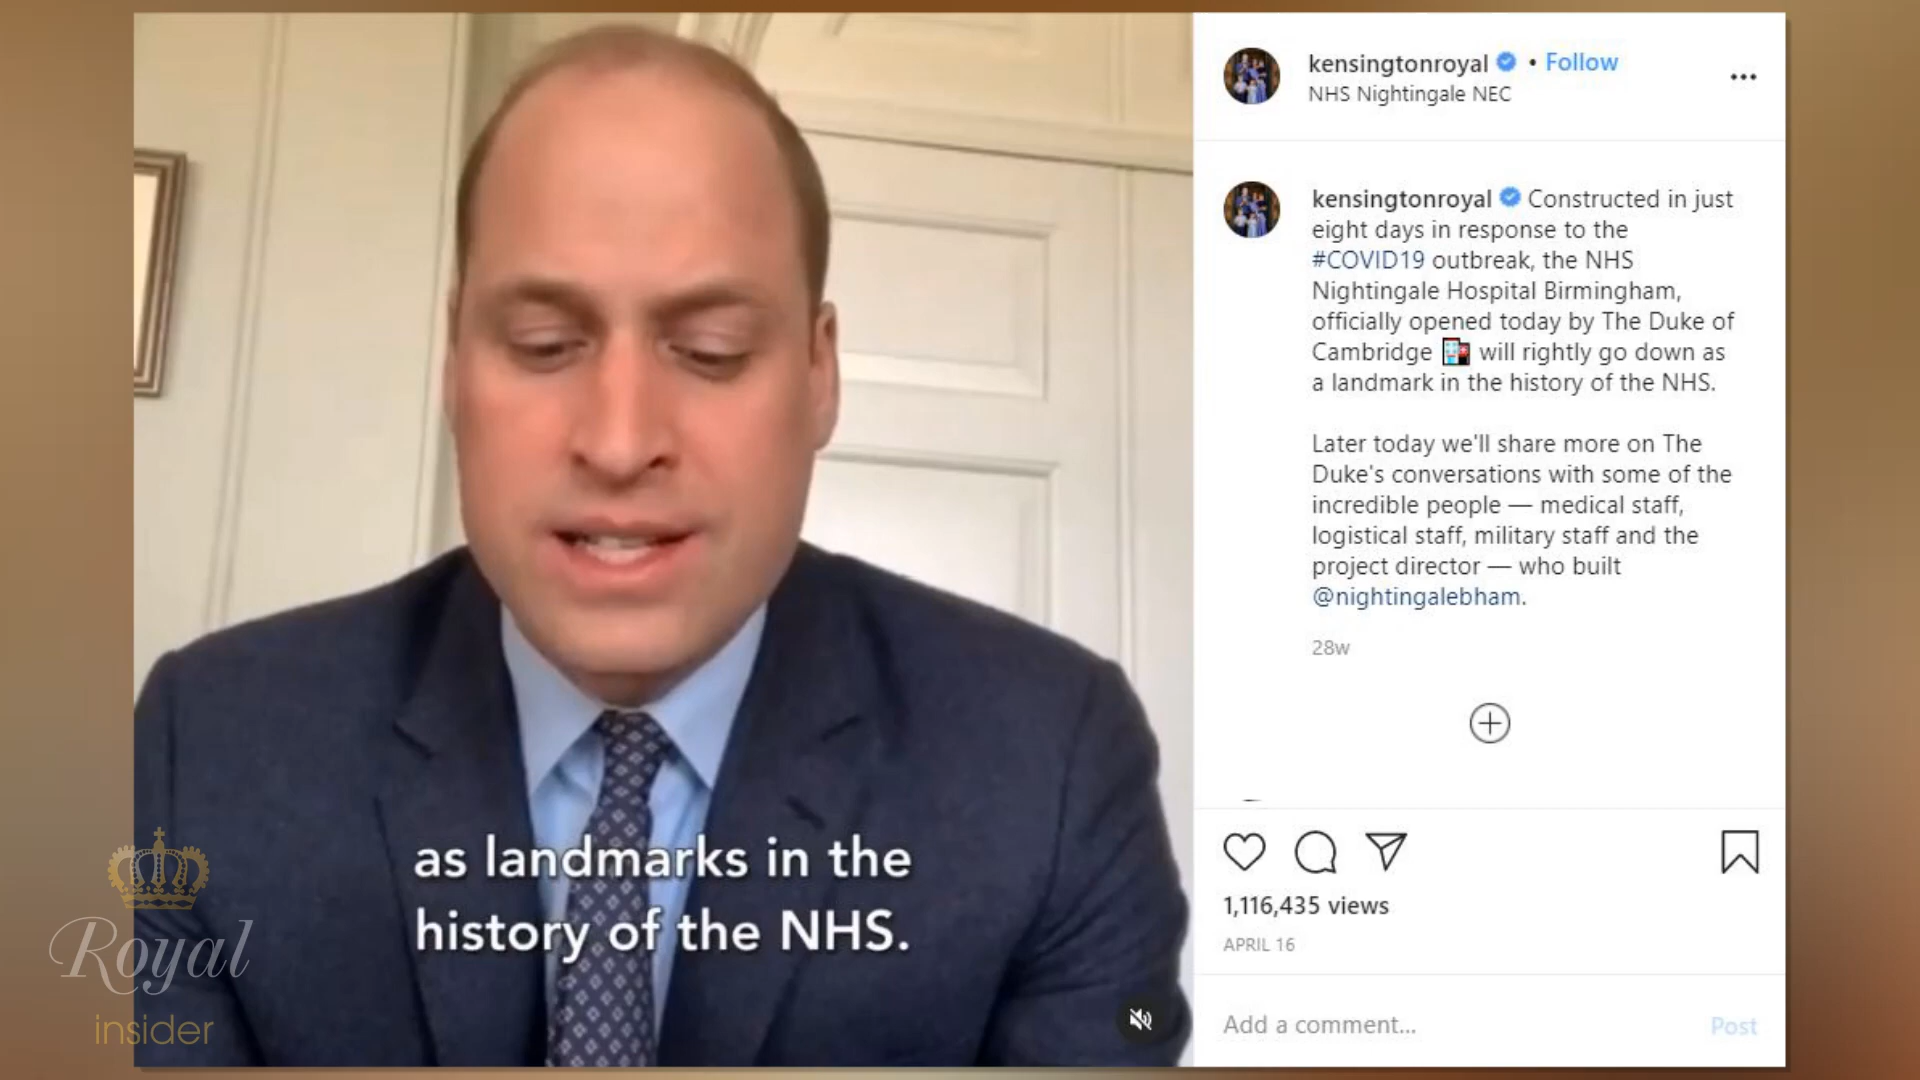 kensingtonroyal • Follow
NHS Nightingale NEC
kensingtonroyal Constructed in just
eight days in response to the
#COVID19 outbreak, the NHS
Nightingale Hospital Birmingham,
officially opened today by The Duke of
Cambridge 🏥 will rightly go down as
a landmark in the history of the NHS.
Later today we'll share more on The
Duke's conversations with some of the
incredible people — medical staff,
logistical staff, military staff and the
project director — who built
@nightingalebham.
28w
as landmarks in the
history of the NHS.
1,116,435 views
APRIL 16
Add a comment...
Post
Royal
insider